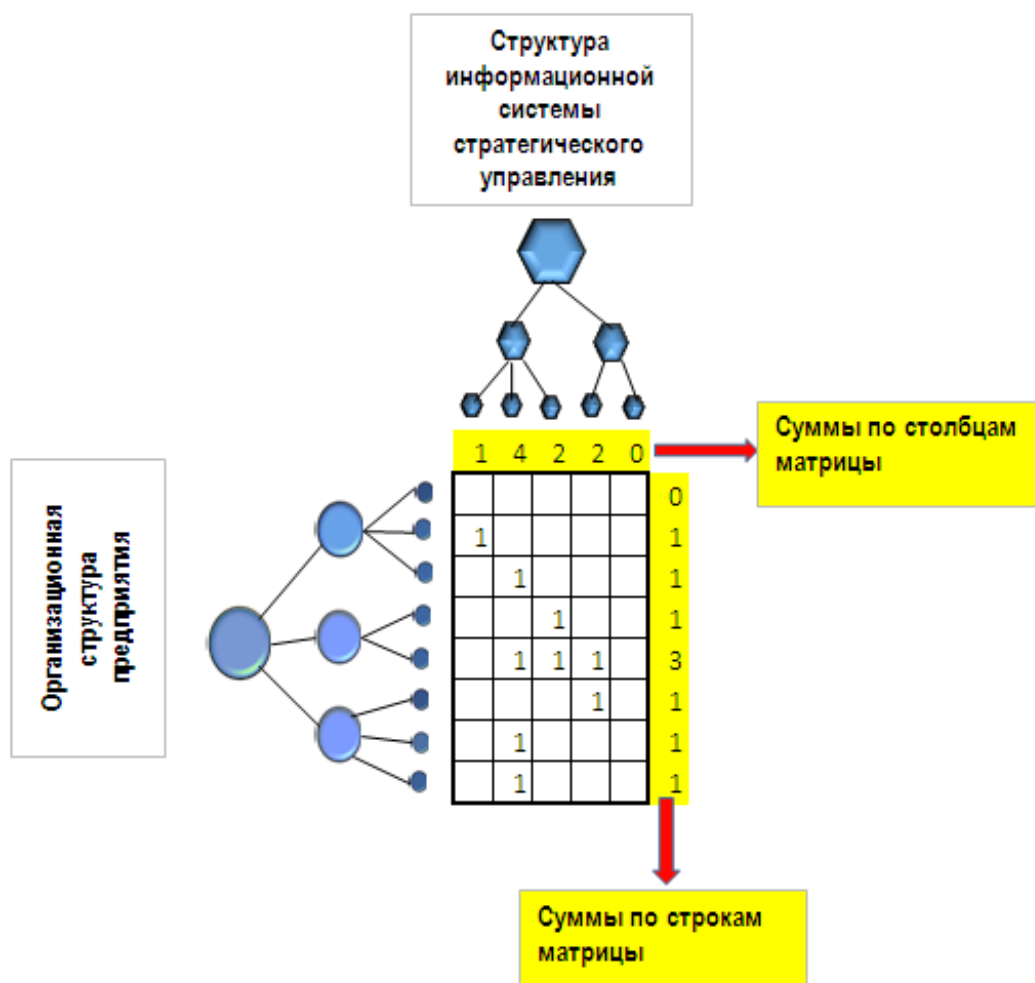 Структура
информационной
системы
стратегического
управления
Суммы по столбцам
матрицы
1 4 2 2 0
Организационная
структура
предприятия
0
1 1
1 1
1 1
1 1 1 3
1 1
1 1
1 1
Суммы по строкам
матрицы